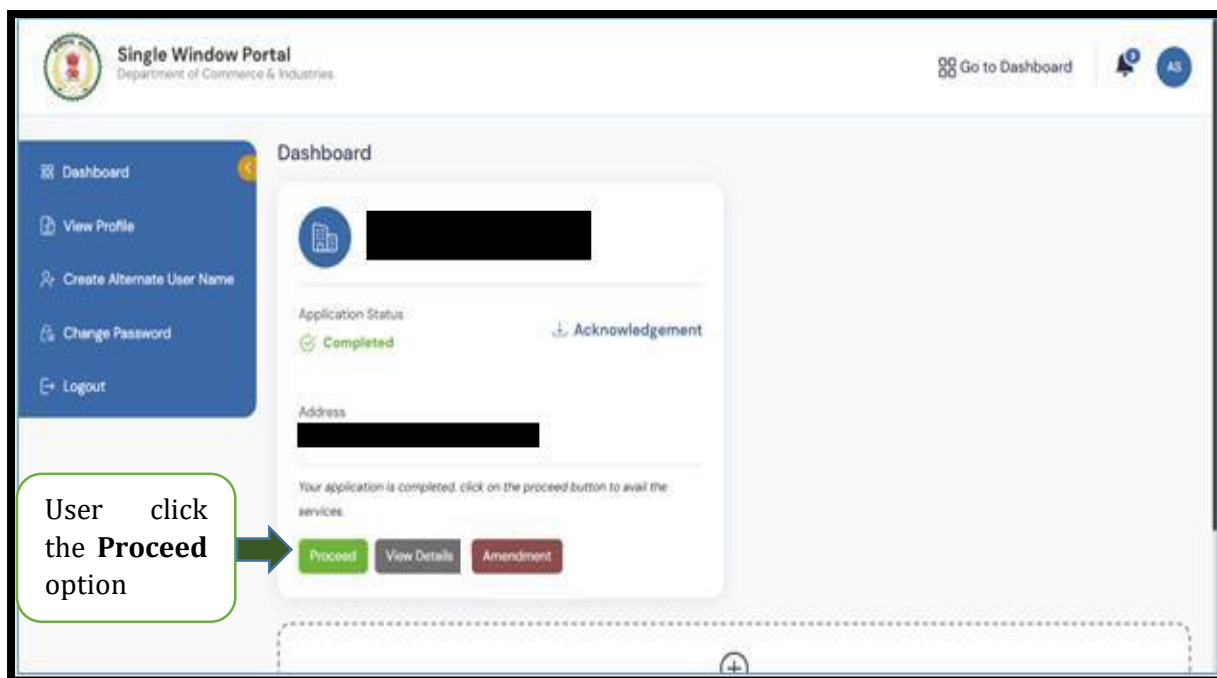 Single Window Portal
Department of Commerce & Industries
Go to Dashboard
3
AS
Dashboard
View Profile
Create Alternate User Name
Change Password
Logout
Dashboard
Application Status
Completed
Acknowledgement
Address
Your application is completed. click on the proceed button to avail the
services.
Proceed
View Details
Amendment
User click
the Proceed
option